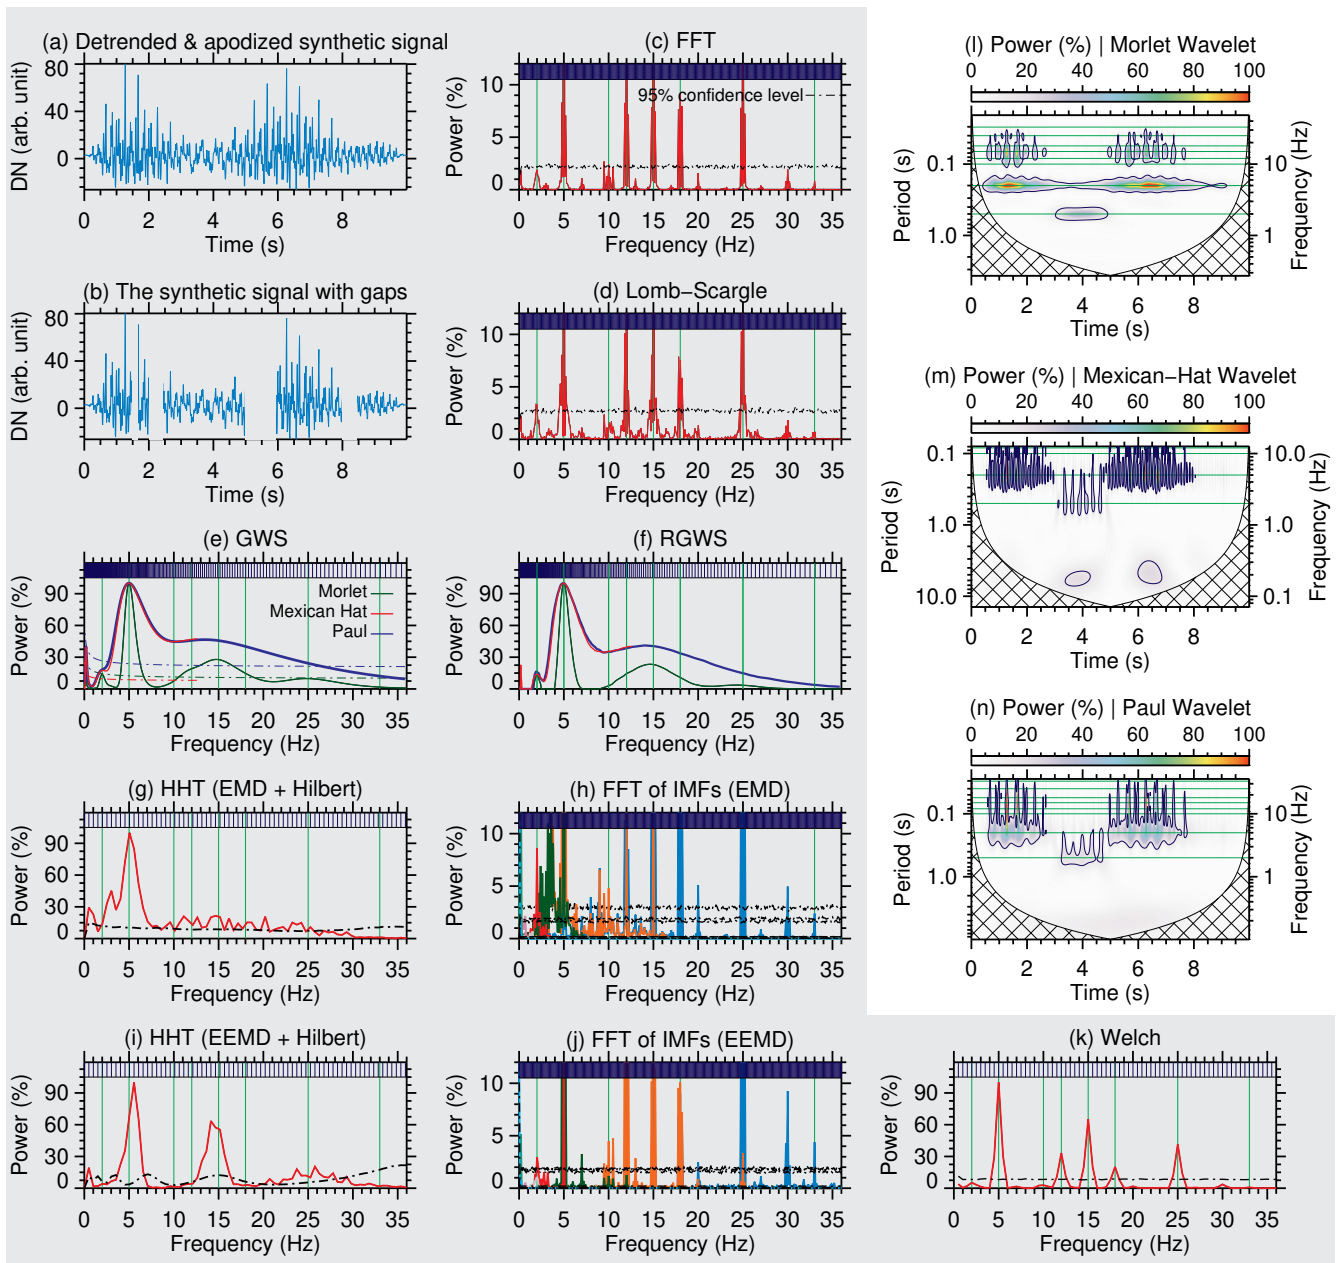 (a) Detrended & apodized synthetic signal
DN (arb. unit)
80
40
0
0 2 4 6 8
Time (s)
(c) FFT
95% confidence level
Power (%)
10
5
0
0 5 10 15 20 25 30 35
Frequency (Hz)
(l) Power (%) | Morlet Wavelet
0 20 40 60 80 100
Period (s)
0.1
1.0
10
1
Frequency (Hz)
0 2 4 6 8
Time (s)
(b) The synthetic signal with gaps
DN (arb. unit)
80
40
0
0 2 4 6 8
Time (s)
(d) Lomb-Scargle
Power (%)
10
5
0
0 5 10 15 20 25 30 35
Frequency (Hz)
(m) Power (%) | Mexican-Hat Wavelet
0 20 40 60 80 100
Period (s)
0.1
1.0
10.0
10.0
1.0
0.1
Frequency (Hz)
0 2 4 6 8
Time (s)
(e) GWS
Morlet
Mexican Hat
Paul
Power (%)
90
60
30
0
0 5 10 15 20 25 30 35
Frequency (Hz)
(f) RGWS
Power (%)
90
60
30
0
0 5 10 15 20 25 30 35
Frequency (Hz)
(n) Power (%) | Paul Wavelet
0 20 40 60 80 100
Period (s)
0.1
1.0
10
1
Frequency (Hz)
0 2 4 6 8
Time (s)
(g) HHT (EMD + Hilbert)
Power (%)
90
60
30
0
0 5 10 15 20 25 30 35
Frequency (Hz)
(h) FFT of IMFs (EMD)
Power (%)
10
5
0
0 5 10 15 20 25 30 35
Frequency (Hz)
(i) HHT (EEMD + Hilbert)
Power (%)
90
60
30
0
0 5 10 15 20 25 30 35
Frequency (Hz)
(j) FFT of IMFs (EEMD)
Power (%)
10
5
0
0 5 10 15 20 25 30 35
Frequency (Hz)
(k) Welch
Power (%)
90
60
30
0
0 5 10 15 20 25 30 35
Frequency (Hz)